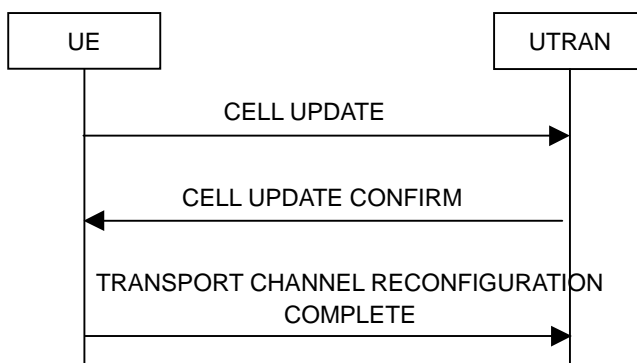 UE
UTRAN
CELL UPDATE
CELL UPDATE CONFIRM
TRANSPORT CHANNEL RECONFIGURATION
COMPLETE